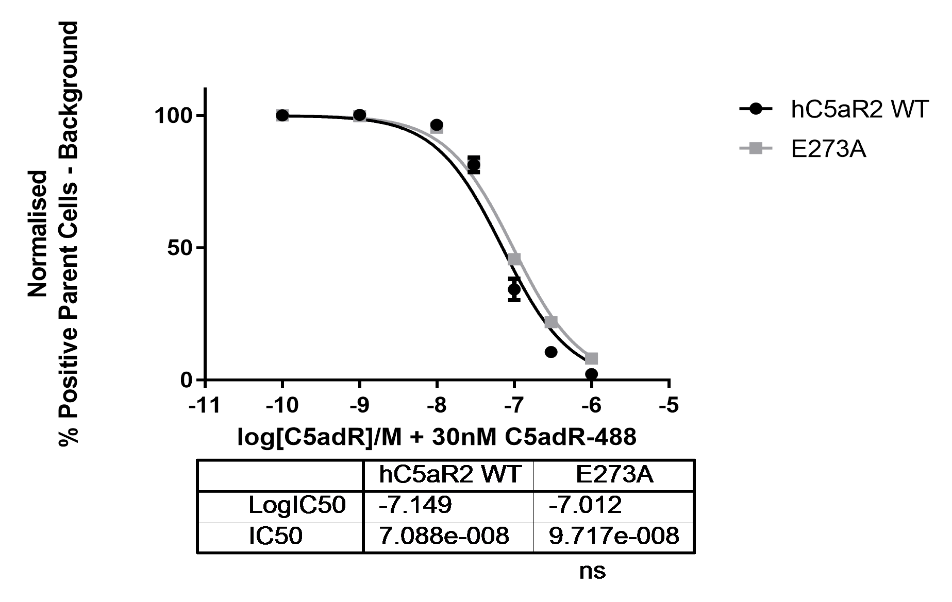 Normalised
% Positive Parent Cells - Background
100
50
0
-11 -10 -9 -8 -7 -6 -5
log[C5adR]/M + 30nM C5adR-488
hC5aR2 WT
E273A
hC5aR2 WT E273A
LogIC50 -7.149 -7.012
IC50 7.088e-008 9.717e-008
ns